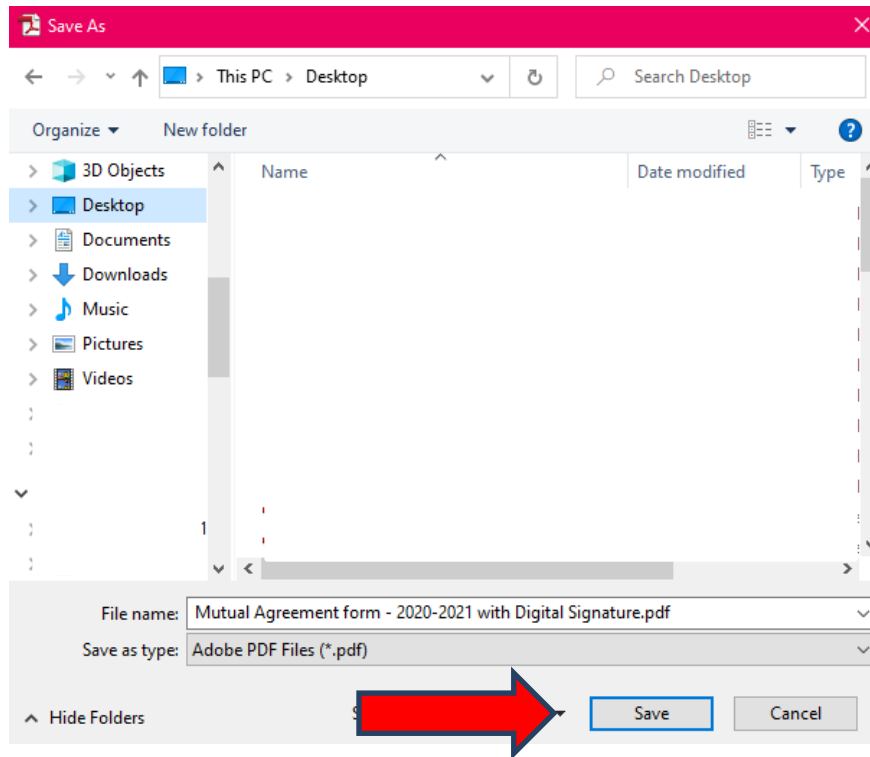 Save As
This PC > Desktop
Search Desktop
Organize
New folder
3D Objects
Name
Date modified
Type
Desktop
Documents
Downloads
Music
Pictures
Videos
1
File name: Mutual Agreement form - 2020-2021 with Digital Signature.pdf
Save as type: Adobe PDF Files (*.pdf)
Hide Folders
Save
Cancel